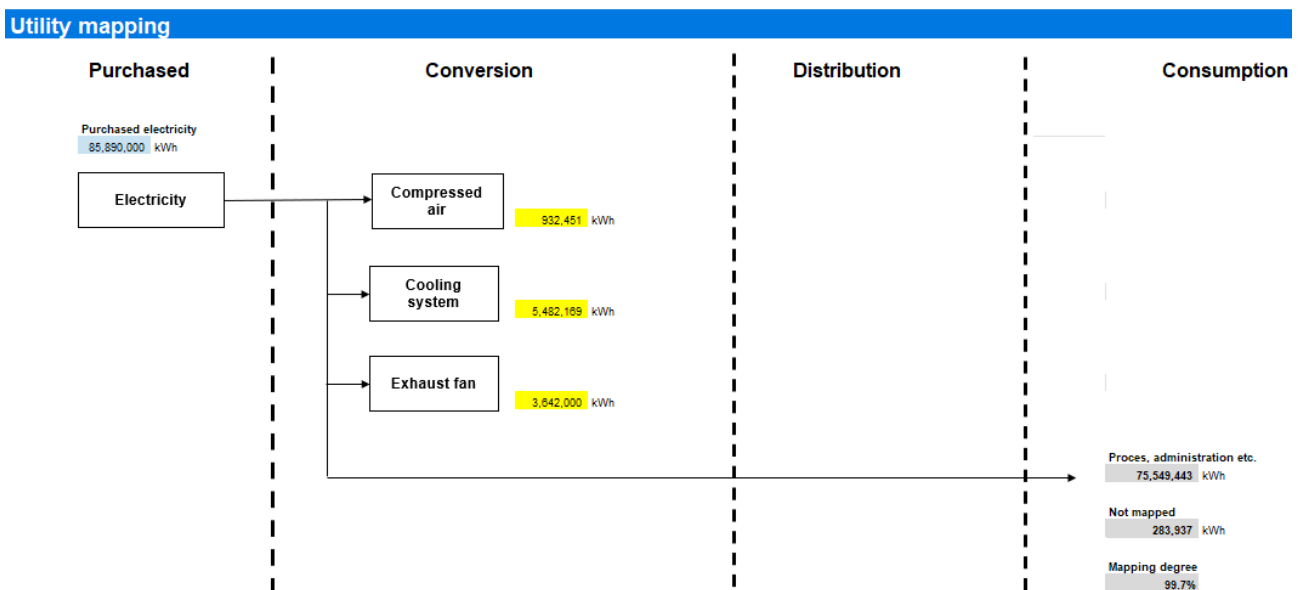 Utility mapping
Purchased
Conversion
Distribution
Consumption
Purchased electricity
85,890,000 kWh
Electricity
Compressed
air
932,451 kWh
Cooling
system
5,482,169 kWh
Exhaust fan
3,642,000 kWh
Proces, administration etc.
75,549,443 kWh
Not mapped
283,937 kWh
Mapping degree
99.7%